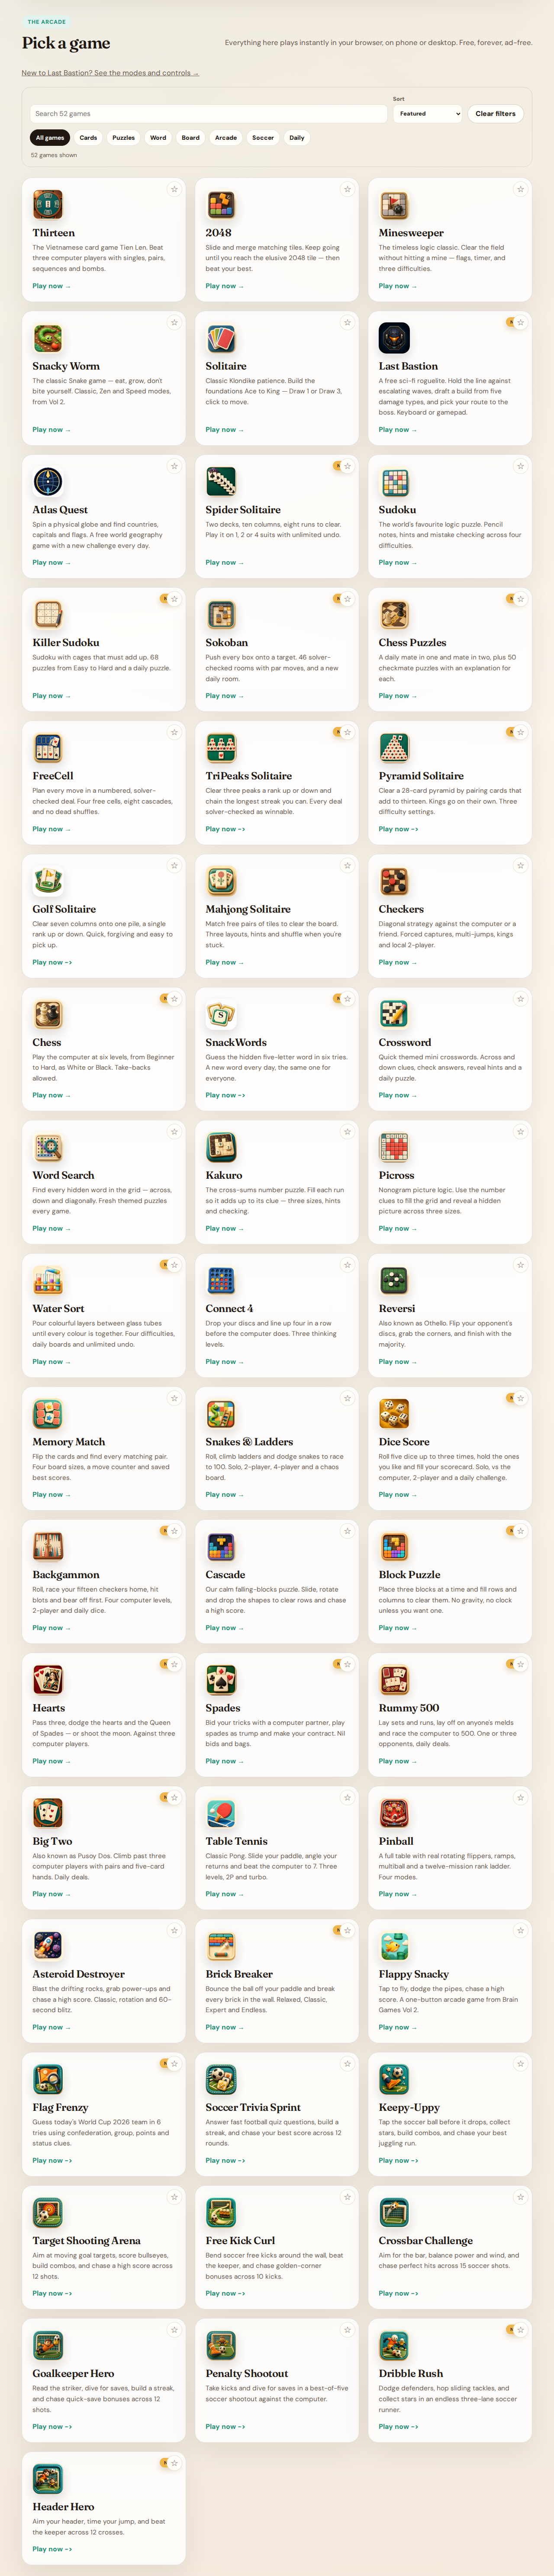 THE ARCADE
Pick a game
Everything here plays instantly in your browser, on phone or desktop. Free, forever, ad-free.
New to Last Bastion? See the modes and controls →
Sort
Search 52 games
Featured
Clear filters
All games
Cards
Puzzles
Word
Board
Arcade
Soccer
Daily
52 games shown
Thirteen
The Vietnamese card game Tien Len. Beat
three computer players with singles, pairs,
sequences and bombs.
Play now →
2048
Slide and merge matching tiles. Keep going
until you reach the elusive 2048 tile — then
beat your best.
Play now →
Minesweeper
The timeless logic classic. Clear the field
without hitting a mine — flags, timer, and
three difficulties.
Play now →
Snacky Worm
The classic Snake game — eat, grow, don't
bite yourself. Classic, Zen and Speed modes,
from Vol 2.
Play now →
Solitaire
Classic Klondike patience. Build the
foundations Ace to King — Draw 1 or Draw 3,
click to move.
Play now →
Last Bastion
A free sci-fi roguelite. Hold the line against
escalating waves, draft a build from five
damage types, and pick your route to the
boss. Keyboard or gamepad.
Play now →
Atlas Quest
Spin a physical globe and find countries,
capitals and flags. A free world geography
game with a new challenge every day.
Play now →
Spider Solitaire
Two decks, ten columns, eight runs to clear.
Play it on 1, 2 or 4 suits with unlimited undo.
Play now →
Sudoku
The world's favourite logic puzzle. Pencil
notes, hints and mistake checking across four
difficulties.
Play now →
Killer Sudoku
Sudoku with cages that must add up. 68
puzzles from Easy to Hard and a daily puzzle.
Play now →
Sokoban
Push every box onto a target. 46 solver-
checked rooms with par moves, and a new
daily room.
Play now →
Chess Puzzles
A daily mate in one and mate in two, plus 50
checkmate puzzles with an explanation for
each.
Play now →
FreeCell
Plan every move in a numbered, solver-
checked deal. Four free cells, eight cascades,
and no dead shuffles.
Play now →
TriPeaks Solitaire
Clear three peaks a rank up or down and
chain the longest streak you can. Every deal
solver-checked as winnable.
Play now ->
Pyramid Solitaire
Clear a 28-card pyramid by pairing cards that
add to thirteen. Kings go on their own. Three
difficulty settings.
Play now ->
Golf Solitaire
Clear seven columns onto one pile, a single
rank up or down. Quick, forgiving and easy to
pick up.
Play now ->
Mahjong Solitaire
Match free pairs of tiles to clear the board.
Three layouts, hints and shuffle when you're
stuck.
Play now →
Checkers
Diagonal strategy against the computer or a
friend. Forced captures, multi-jumps, kings
and local 2-player.
Play now →
Chess
Play the computer at six levels, from Beginner
to Hard, as White or Black. Take-backs
allowed.
Play now →
SnackWords
Guess the hidden five-letter word in six tries.
A new word every day, the same one for
everyone.
Play now ->
Crossword
Quick themed mini crosswords. Across and
down clues, check answers, reveal hints and a
daily puzzle.
Play now →
Word Search
Find every hidden word in the grid — across,
down and diagonally. Fresh themed puzzles
every game.
Play now →
Kakuro
The cross-sums number puzzle. Fill each run
so it adds up to its clue — three sizes, hints
and checking.
Play now →
Picross
Nonogram picture logic. Use the number
clues to fill the grid and reveal a hidden
picture across three sizes.
Play now →
Water Sort
Pour colourful layers between glass tubes
until every colour is together. Four difficulties,
daily boards and unlimited undo.
Play now →
Connect 4
Drop your discs and line up four in a row
before the computer does. Three thinking
levels.
Play now →
Reversi
Also known as Othello. Flip your opponent's
discs, grab the corners, and finish with the
majority.
Play now →
Memory Match
Flip the cards and find every matching pair.
Four board sizes, a move counter and saved
best scores.
Play now →
Snakes & Ladders
Roll, climb ladders and dodge snakes to race
to 100. Solo, 2-player, 4-player and a chaos
board.
Play now →
Dice Score
Roll five dice up to three times, hold the ones
you like and fill your scorecard. Solo, vs the
computer, 2-player and a daily challenge.
Play now →
Backgammon
Roll, race your fifteen checkers home, hit
blots and bear off first. Four computer levels,
2-player and daily dice.
Play now →
Cascade
Our calm falling-blocks puzzle. Slide, rotate
and drop the shapes to clear rows and chase
a high score.
Play now →
Block Puzzle
Place three blocks at a time and fill rows and
columns to clear them. No gravity, no clock
unless you want one.
Play now →
Hearts
Pass three, dodge the hearts and the Queen
of Spades — or shoot the moon. Against three
computer players.
Play now →
Spades
Bid your tricks with a computer partner, play
spades as trump and make your contract. Nil
bids and bags.
Play now →
Rummy 500
Lay sets and runs, lay off on anyone's melds
and race the computer to 500. One or three
opponents, daily deals.
Play now →
Big Two
Also known as Pusoy Dos. Climb past three
computer players with pairs and five-card
hands. Daily deals.
Play now →
Table Tennis
Classic Pong. Slide your paddle, angle your
returns and beat the computer to 7. Three
levels, 2P and turbo.
Play now →
Pinball
A full table with real rotating flippers, ramps,
multiball and a twelve-mission rank ladder.
Four modes.
Play now →
Asteroid Destroyer
Blast the drifting rocks, grab power-ups and
chase a high score. Classic, rotation and 60-
second blitz.
Play now →
Brick Breaker
Bounce the ball off your paddle and break
every brick in the wall. Relaxed, Classic,
Expert and Endless.
Play now →
Flappy Snacky
Tap to fly, dodge the pipes, chase a high
score. A one-button arcade game from Brain
Games Vol 2.
Play now →
Flag Frenzy
Guess today's World Cup 2026 team in 6
tries using confederation, group, points and
status clues.
Play now ->
Soccer Trivia Sprint
Answer fast football quiz questions, build a
streak, and chase your best score across 12
rounds.
Play now ->
Keepy-Uppy
Tap the soccer ball before it drops, collect
stars, build combos, and chase your best
juggling run.
Play now ->
Target Shooting Arena
Aim at moving goal targets, score bullseyes,
build combos, and chase a high score across
12 shots.
Play now ->
Free Kick Curl
Bend soccer free kicks around the wall, beat
the keeper, and chase golden-corner
bonuses across 10 kicks.
Play now ->
Crossbar Challenge
Aim for the bar, balance power and wind, and
chase perfect hits across 15 soccer shots.
Play now ->
Goalkeeper Hero
Read the striker, dive for saves, build a streak,
and chase quick-save bonuses across 12
shots.
Play now ->
Penalty Shootout
Take kicks and dive for saves in a best-of-five
soccer shootout against the computer.
Play now ->
Dribble Rush
Dodge defenders, hop sliding tackles, and
collect stars in an endless three-lane soccer
runner.
Play now ->
Header Hero
Aim your header, time your jump, and beat
the keeper across 12 crosses.
Play now ->